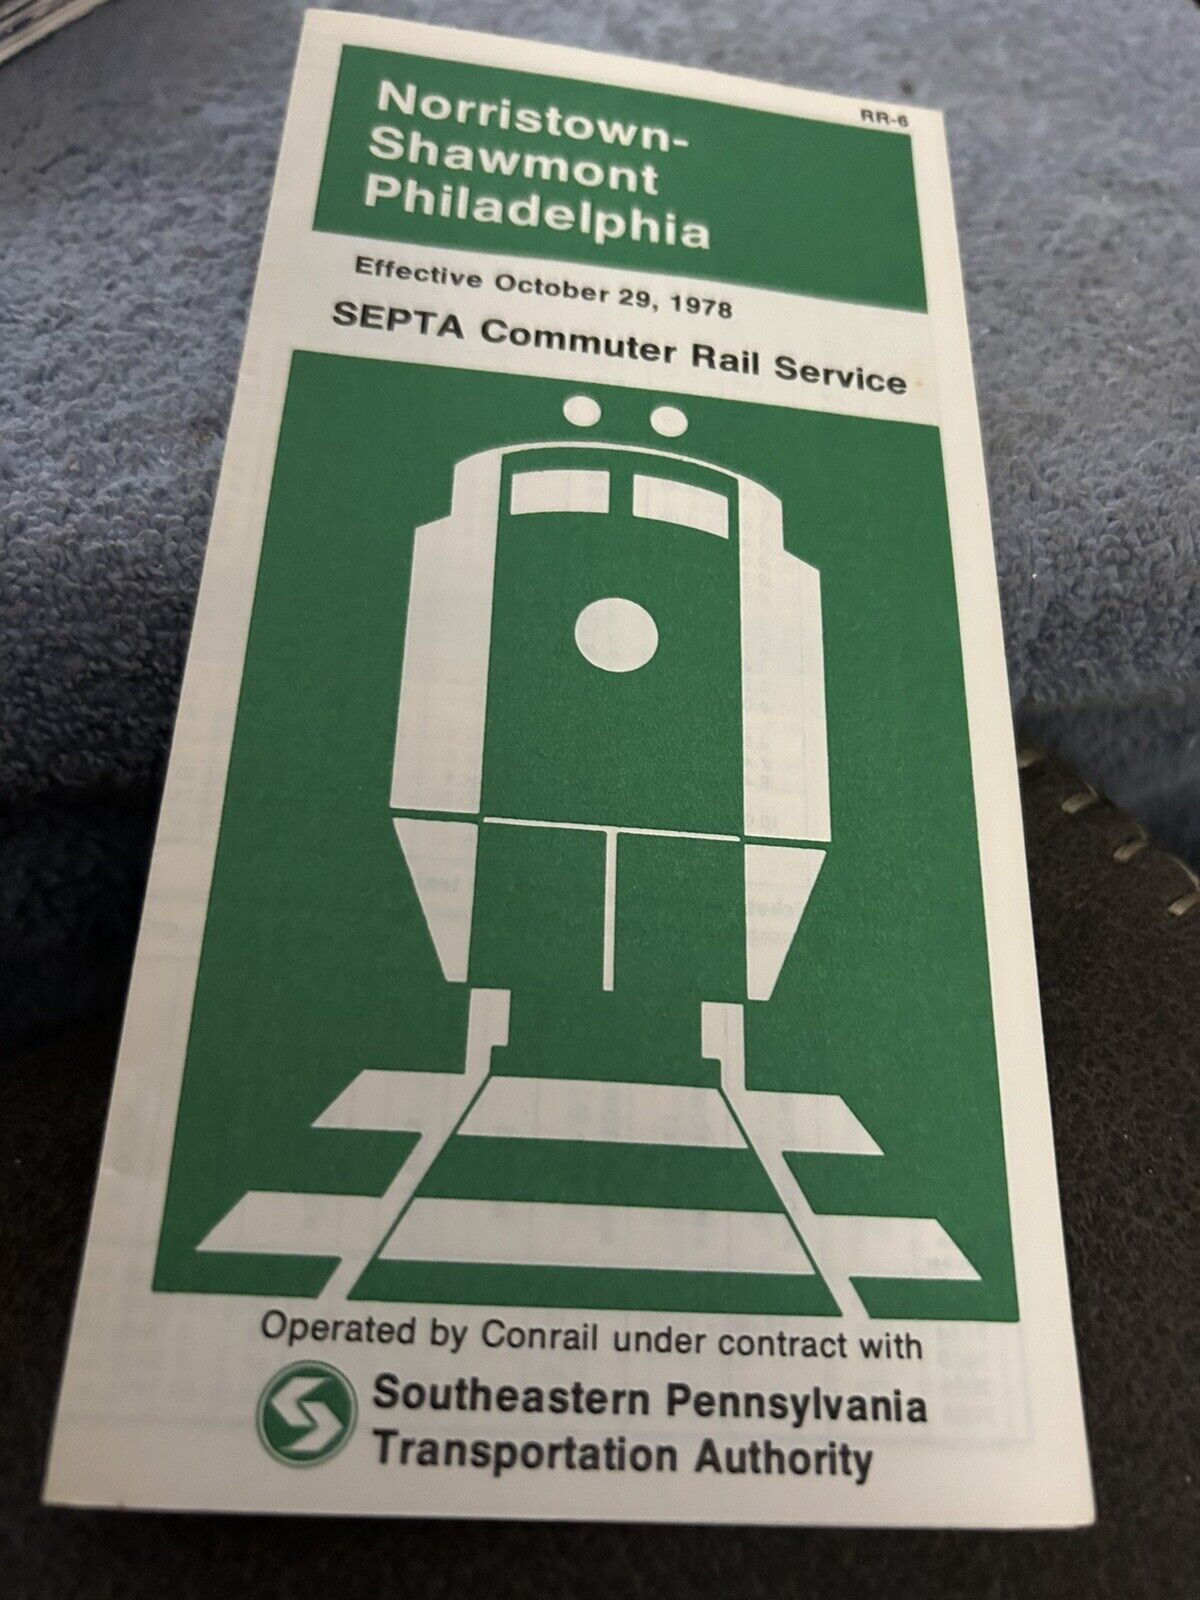 RR-6
Norristown-
Shawmont
Philadelphia
Effective October 29, 1978
SEPTA Commuter Rail Service
Operated by Conrail under contract with
Southeastern Pennsylvania
Transportation Authority